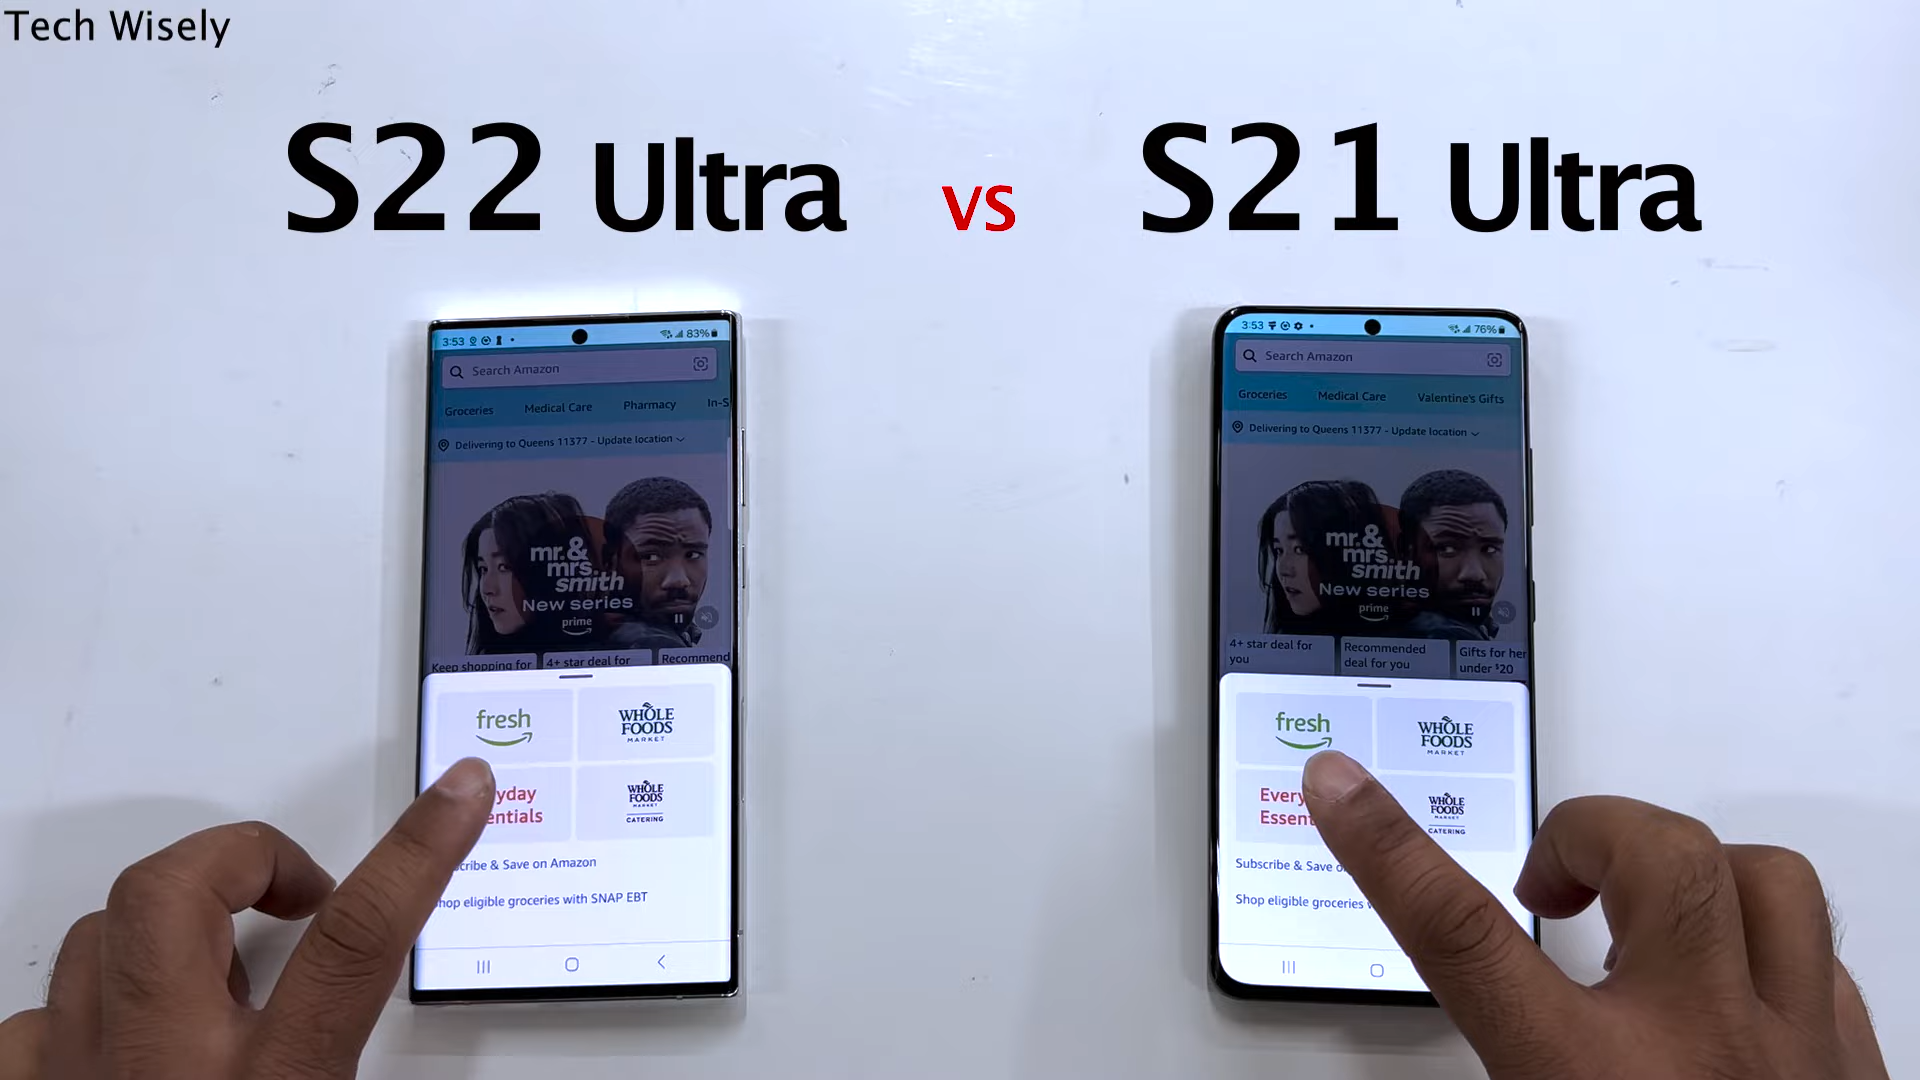 Tech Wisely
S22 Ultra vs S21 Ultra
3:53
83%
Search Amazon
Groceries Medical Care Pharmacy In-S
Delivering to Queens 11377 - Update location
mr. &
mrs.
smith
New series
prime
Keep shopping for
4+ star deal for
Recommend
fresh
WHOLE
FOODS
MARKET
yday
entials
WHOLE
FOODS
MARKET
CATERING
cribe & Save on Amazon
hop eligible groceries with SNAP EBT
3:53
76%
Search Amazon
Groceries Medical Care Valentine's Gifts
Delivering to Queens 11377 - Update location
mr. &
mrs.
smith
New series
prime
4+ star deal for
you
Recommended
deal for you
Gifts for her
under $20
fresh
WHOLE
FOODS
MARKET
Every
Essent
WHOLE
FOODS
MARKET
CATERING
Subscribe & Save o
Shop eligible groceries